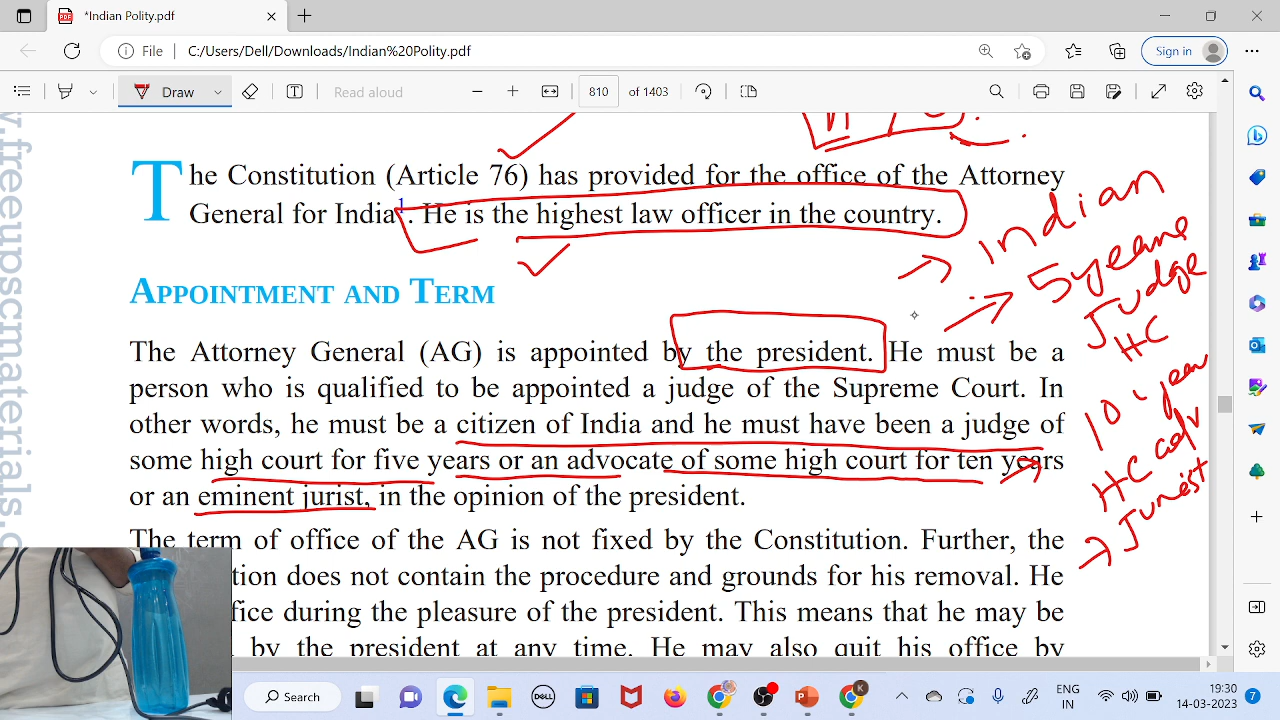 *Indian Polity.pdf
File
C:/Users/Dell/Downloads/Indian%20Polity.pdf
Sign in
Draw
Read aloud
810 of 1403
The Constitution (Article 76) has provided for the office of the Attorney
General for India1. He is the highest law officer in the country.
→ Indian
→ 5 years
Judge
HC
APPOINTMENT AND TERM
The Attorney General (AG) is appointed by the president. He must be a
person who is qualified to be appointed a judge of the Supreme Court. In
other words, he must be a citizen of India and he must have been a judge of
some high court for five years or an advocate of some high court for ten years
or an eminent jurist, in the opinion of the president.
10 year
HC adv
→ Jurist
The term of office of the AG is not fixed by the Constitution. Further, the
tion does not contain the procedure and grounds for his removal. He
fice during the pleasure of the president. This means that he may be
by the president at any time. He may also quit his office by
w.freeupscmaterials.o
Search
DELL
ENG
IN
19:30
14-03-2023
7